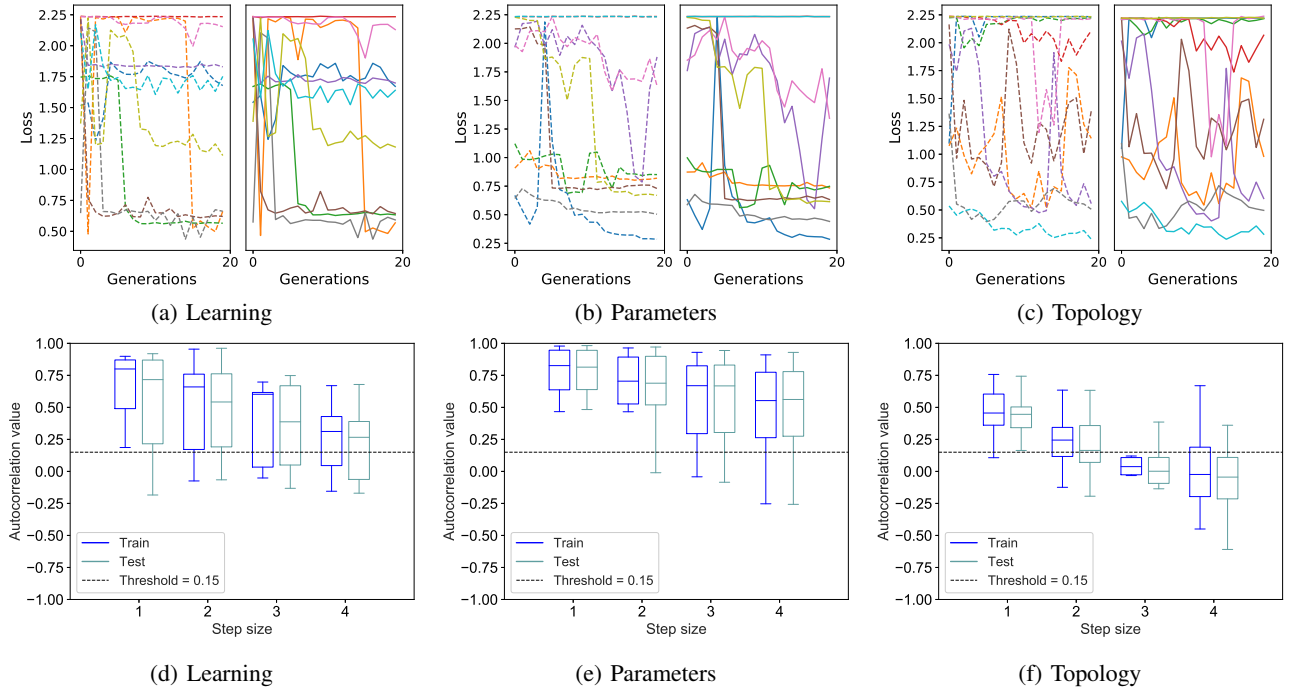 2.25
2.00
1.75
1.50
1.25
1.00
0.75
0.50
Loss
0
20
0
20
Generations
Generations
(a) Learning
2.25
2.00
1.75
1.50
1.25
1.00
0.75
0.50
0.25
Loss
0
20
0
20
Generations
Generations
(b) Parameters
2.25
2.00
1.75
1.50
1.25
1.00
0.75
0.50
0.25
Loss
0
20
0
20
Generations
Generations
(c) Topology
1.00
0.75
0.50
0.25
0.00
−0.25
−0.50
−0.75
−1.00
Autocorrelation value
Train
Test
Threshold = 0.15
1 2 3 4
Step size
(d) Learning
1.00
0.75
0.50
0.25
0.00
−0.25
−0.50
−0.75
−1.00
Autocorrelation value
Train
Test
Threshold = 0.15
1 2 3 4
Step size
(e) Parameters
1.00
0.75
0.50
0.25
0.00
−0.25
−0.50
−0.75
−1.00
Autocorrelation value
Train
Test
Threshold = 0.15
1 2 3 4
Step size
(f) Topology